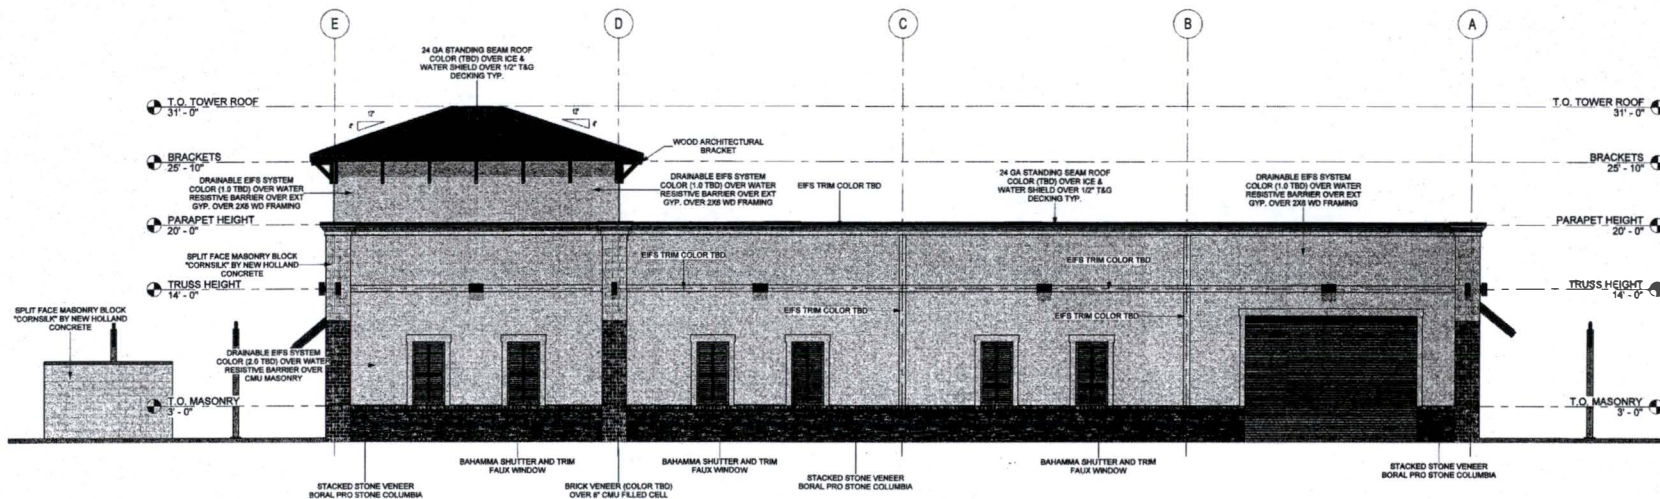 E
D
C
B
A
24 GA STANDING SEAM ROOF
COLOR (TBD) OVER ICE &
WATER SHIELD OVER 1/2" T&G
DECKING TYP.
T.O. TOWER ROOF
31' - 0"
12"
12"
T.O. TOWER ROOF
31' - 0"
WOOD ARCHITECTURAL
BRACKET
BRACKETS
25' - 10"
BRACKETS
25' - 10"
DRAINABLE EIFS SYSTEM
COLOR (1.0 TBD) OVER WATER
RESISTIVE BARRIER OVER EXT
GYP. OVER 2X6 WD FRAMING
DRAINABLE EIFS SYSTEM
COLOR (1.0 TBD) OVER WATER
RESISTIVE BARRIER OVER EXT
GYP. OVER 2X6 WD FRAMING
EIFS TRIM COLOR TBD
24 GA STANDING SEAM ROOF
COLOR (TBD) OVER ICE &
WATER SHIELD OVER 1/2" T&G
DECKING TYP.
DRAINABLE EIFS SYSTEM
COLOR (1.0 TBD) OVER WATER
RESISTIVE BARRIER OVER EXT
GYP. OVER 2X6 WD FRAMING
PARAPET HEIGHT
20' - 0"
PARAPET HEIGHT
20' - 0"
SPLIT FACE MASONRY BLOCK
"CORNSILK" BY NEW HOLLAND
CONCRETE
EIFS TRIM COLOR TBD
EIFS TRIM COLOR TBD
TRUSS HEIGHT
14' - 0"
TRUSS HEIGHT
14' - 0"
SPLIT FACE MASONRY BLOCK
"CORNSILK" BY NEW HOLLAND
CONCRETE
EIFS TRIM COLOR TBD
EIFS TRIM COLOR TBD
DRAINABLE EIFS SYSTEM
COLOR (2.0 TBD) OVER WATER
RESISTIVE BARRIER OVER
CMU MASONRY
T.O. MASONRY
3' - 0"
T.O. MASONRY
3' - 0"
BAHAMMA SHUTTER AND TRIM
FAUX WINDOW
BAHAMMA SHUTTER AND TRIM
FAUX WINDOW
BAHAMMA SHUTTER AND TRIM
FAUX WINDOW
STACKED STONE VENEER
BORAL PRO STONE COLUMBIA
STACKED STONE VENEER
BORAL PRO STONE COLUMBIA
BRICK VENEER (COLOR TBD)
OVER 8" CMU FILLED CELL
STACKED STONE VENEER
BORAL PRO STONE COLUMBIA